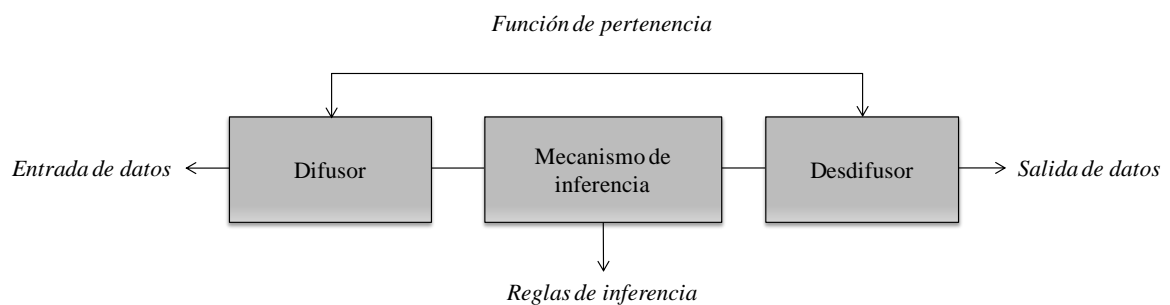 Función de pertenencia
Entrada de datos
Difusor
Mecanismo de
inferencia
Desdifusor
Salida de datos
Reglas de inferencia